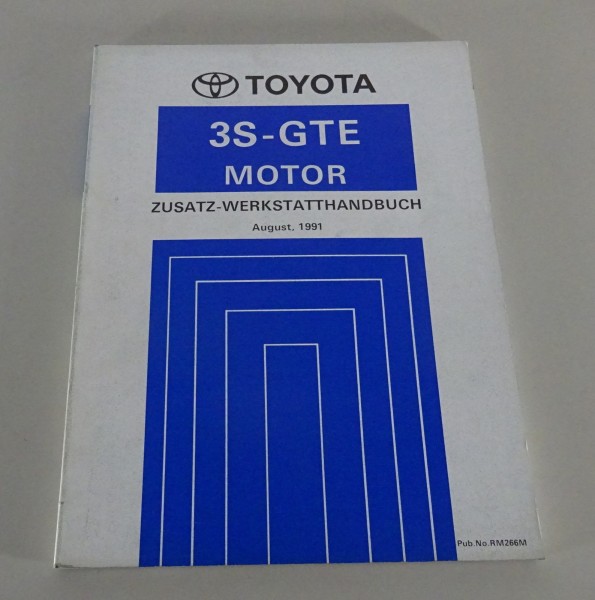 TOYOTA
3S-GTE
MOTOR
ZUSATZ-WERKSTATTHANDBUCH
August, 1991
Pub.No.RM266M